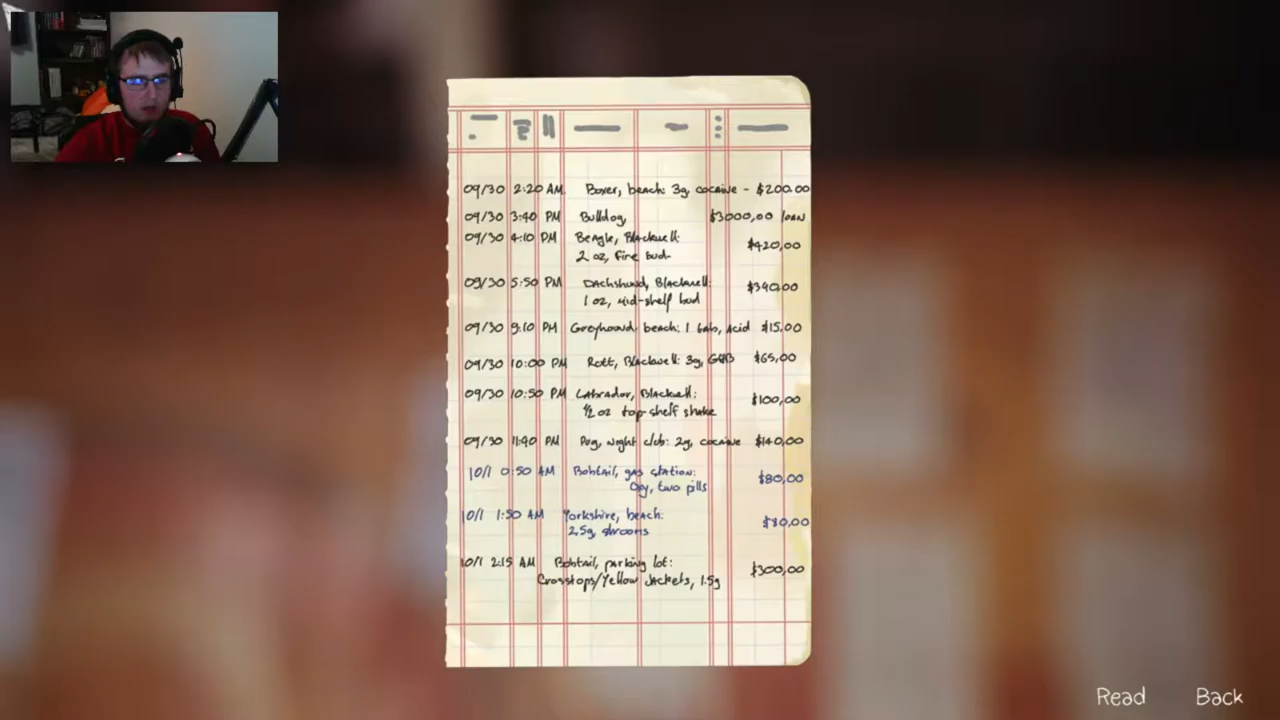 09/30 2:20 AM Boxer, beach: 3g, cocaine - $200.00
09/30 3:40 PM Bulldog, $3000,00 loan
09/30 4:10 PM Beagle, Blackwell: $420,00
2 oz, fire bud
09/30 5:50 PM Dachshund, Blackwell: $340.00
1 oz, mid-shelf bud
09/30 9:10 PM Greyhound, beach: 1 tab, Acid $15.00
09/30 10:00 PM Rott, Blackwell: 3g, GHB $65,00
09/30 10:50 PM Labrador, Blackwell: $100,00
1/2 oz top-shelf shake
09/30 11:40 PM Pug, night club: 2g, cocaine $140,00
10/1 0:50 AM Bobtail, gas station: $80,00
Oxy, two pills
10/1 1:50 AM Yorkshire, beach: $80,00
2,5g, shrooms
10/1 2:15 AM Bobtail, parking lot: $300,00
Crosstops/Yellow Jackets, 1.5g
Read Back